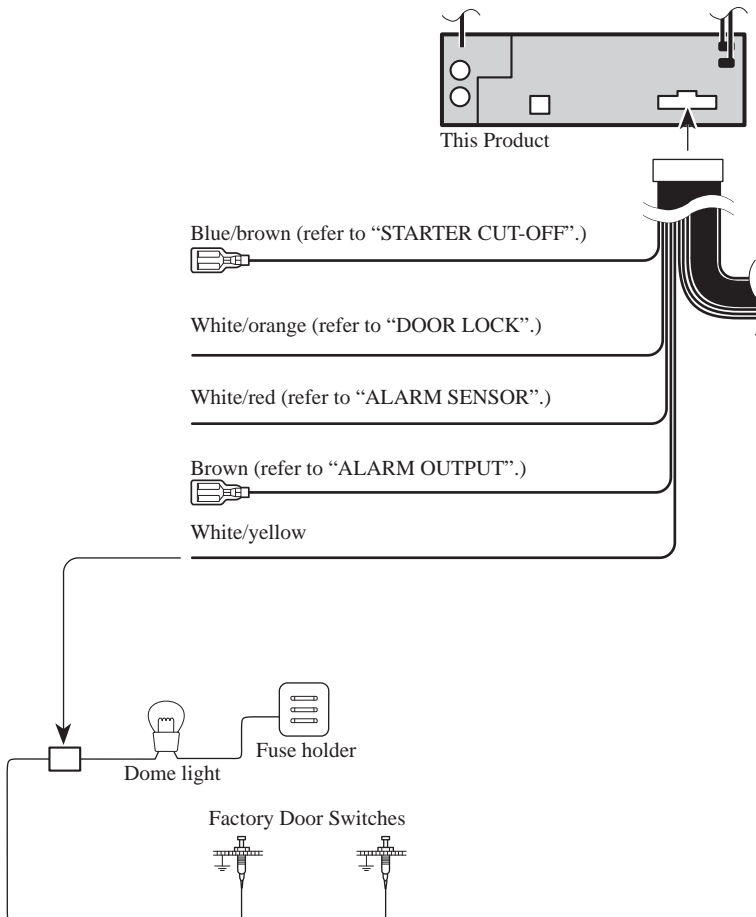 This Product
Blue/brown (refer to “STARTER CUT-OFF”.)
White/orange (refer to “DOOR LOCK”.)
White/red (refer to “ALARM SENSOR”.)
Brown (refer to “ALARM OUTPUT”.)
White/yellow
Fuse holder
Dome light
Factory Door Switches